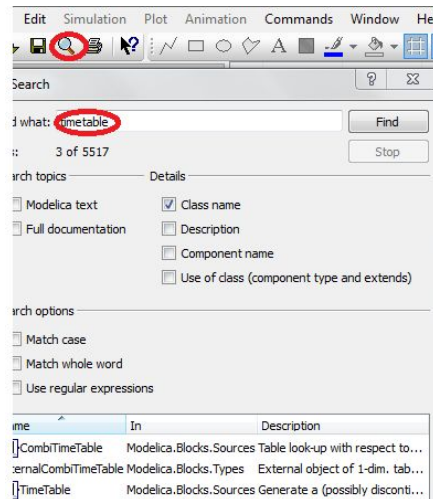 Edit Simulation Plot Animation Commands Window He
A
Search
d what: timetable Find
s: 3 of 5517 Stop
arch topics Details
Modelica text Class name
Full documentation Description
Component name
Use of class (component type and extends)
arch options
Match case
Match whole word
Use regular expressions
ame In Description
CombiTimeTable Modelica.Blocks.Sources Table look-up with respect to...
ternalCombiTimeTable Modelica.Blocks.Types External object of 1-dim. tab...
TimeTable Modelica.Blocks.Sources Generate a (possibly disconti...